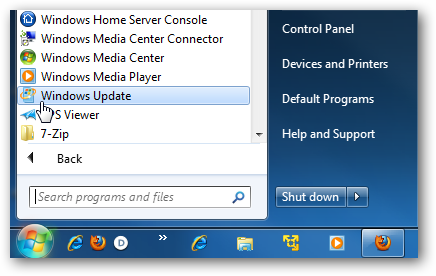 Windows Home Server Console
Windows Media Center Connector
Windows Media Center
Windows Media Player
Windows Update
PS Viewer
7-Zip
Back
Search programs and files
Control Panel
Devices and Printers
Default Programs
Help and Support
Shut down
D
»